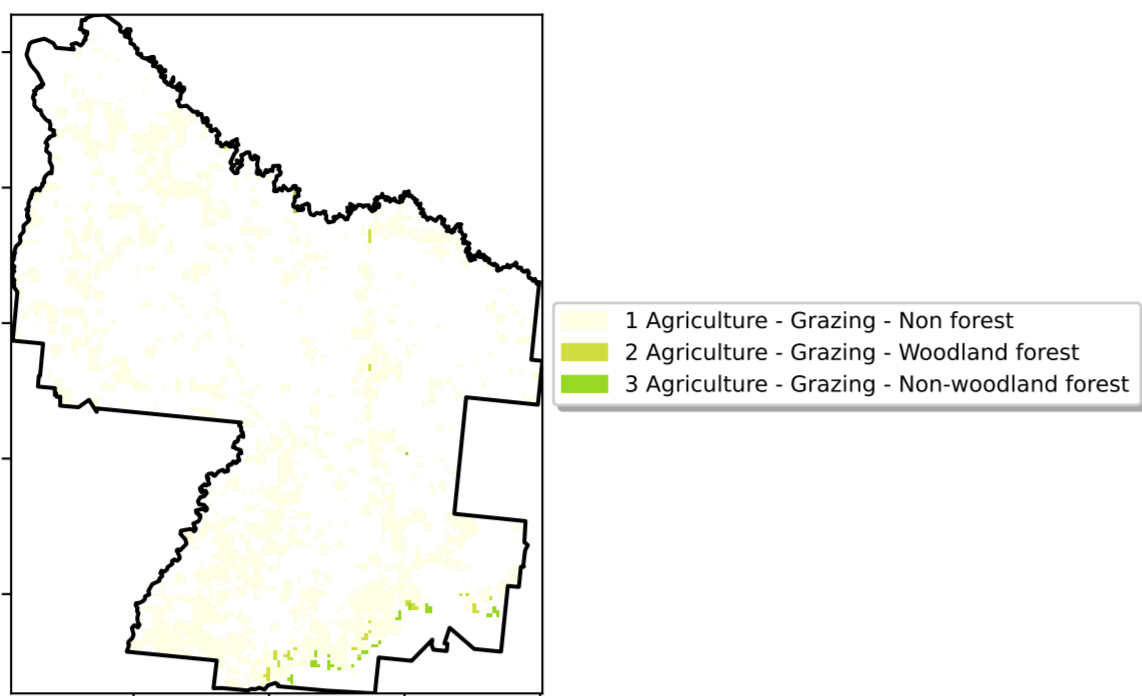 1 Agriculture - Grazing - Non forest
2 Agriculture - Grazing - Woodland forest
3 Agriculture - Grazing - Non-woodland forest